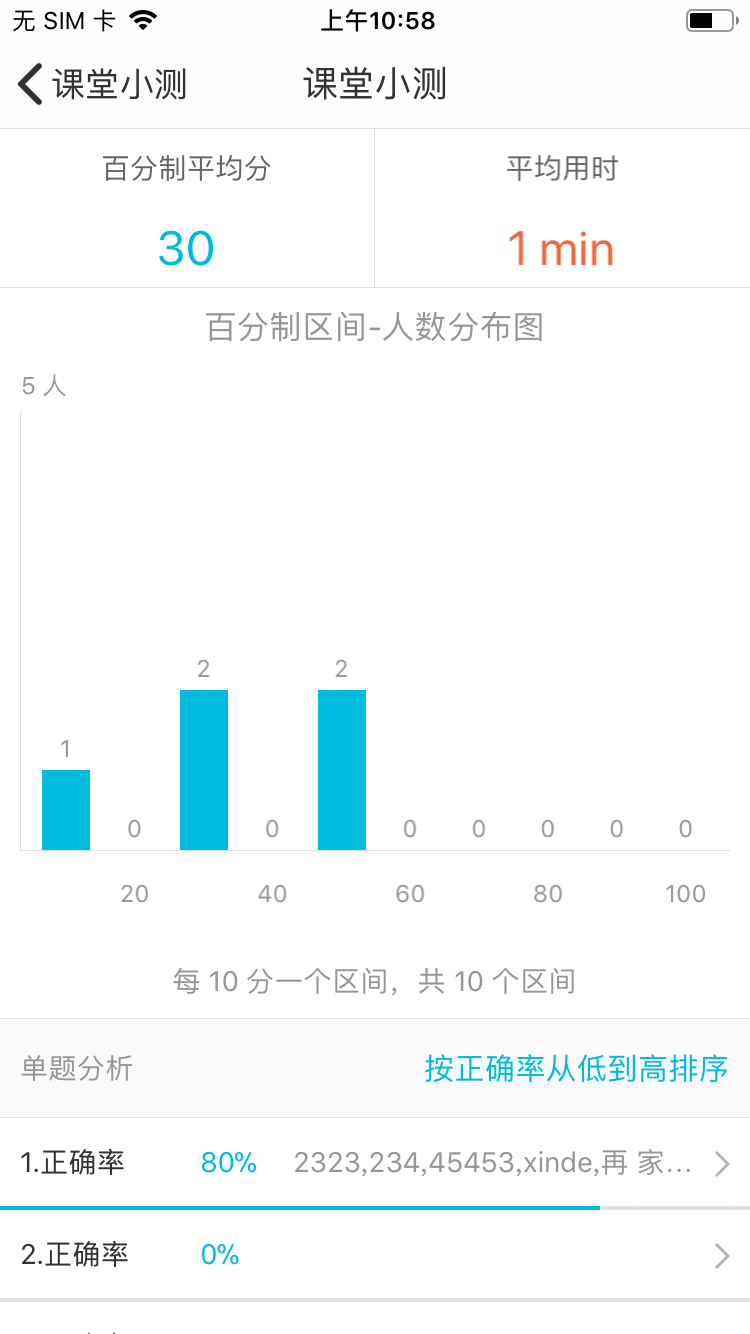 无 SIM 卡 上午10:58
课堂小测 课堂小测
百分制平均分 平均用时
30 1 min
百分制区间-人数分布图
5 人
2 2
1
0 0 0 0 0 0 0
20 40 60 80 100
每 10 分一个区间，共 10 个区间
单题分析 按正确率从低到高排序
1.正确率 80% 2323,234,45453,xinde,再 家…
2.正确率 0%